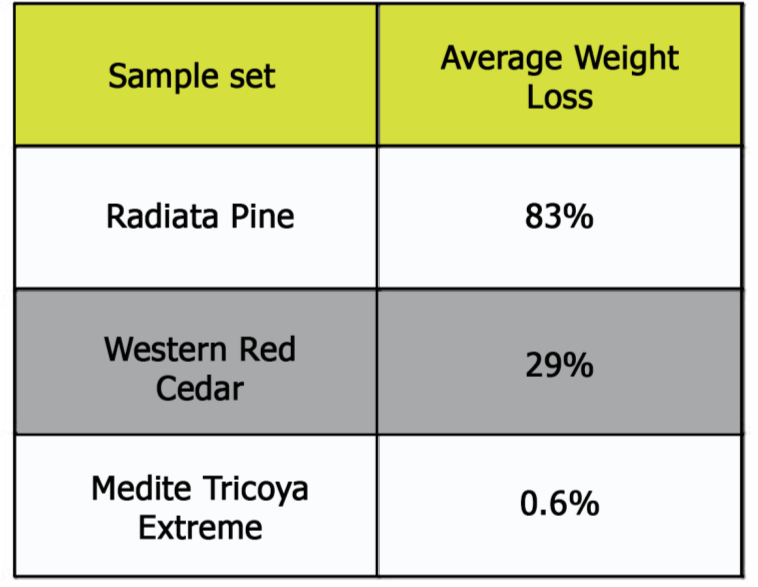 Sample set
Average Weight
Loss
Radiata Pine
83%
Western Red
Cedar
29%
Medite Tricoya
Extreme
0.6%